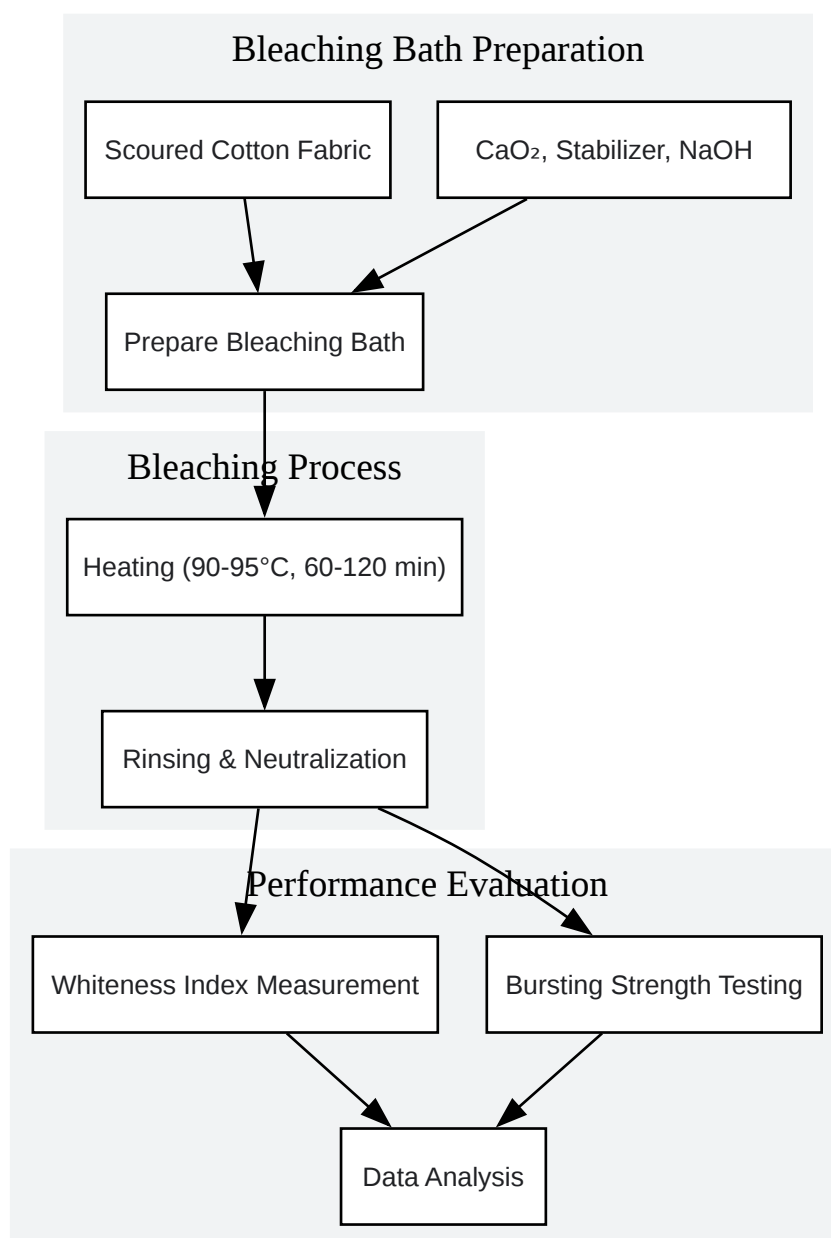 Bleaching Bath Preparation
Scoured Cotton Fabric
CaO₂, Stabilizer, NaOH
Prepare Bleaching Bath
Bleaching Process
Heating (90-95°C, 60-120 min)
Rinsing & Neutralization
Performance Evaluation
Whiteness Index Measurement
Bursting Strength Testing
Data Analysis